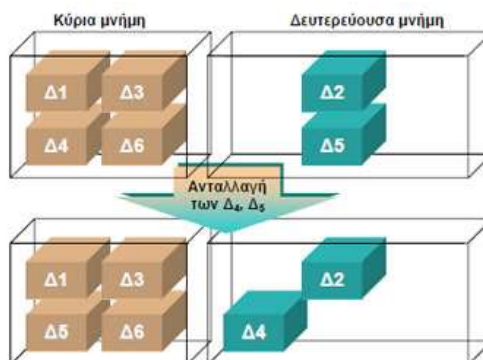 Κύρια μνήμη
Δευτερεύουσα μνήμη
Δ1 Δ3 Δ2
Δ4 Δ6 Δ5
Ανταλλαγή
των Δ₄, Δ₅
Δ1 Δ3 Δ2
Δ5 Δ6 Δ4